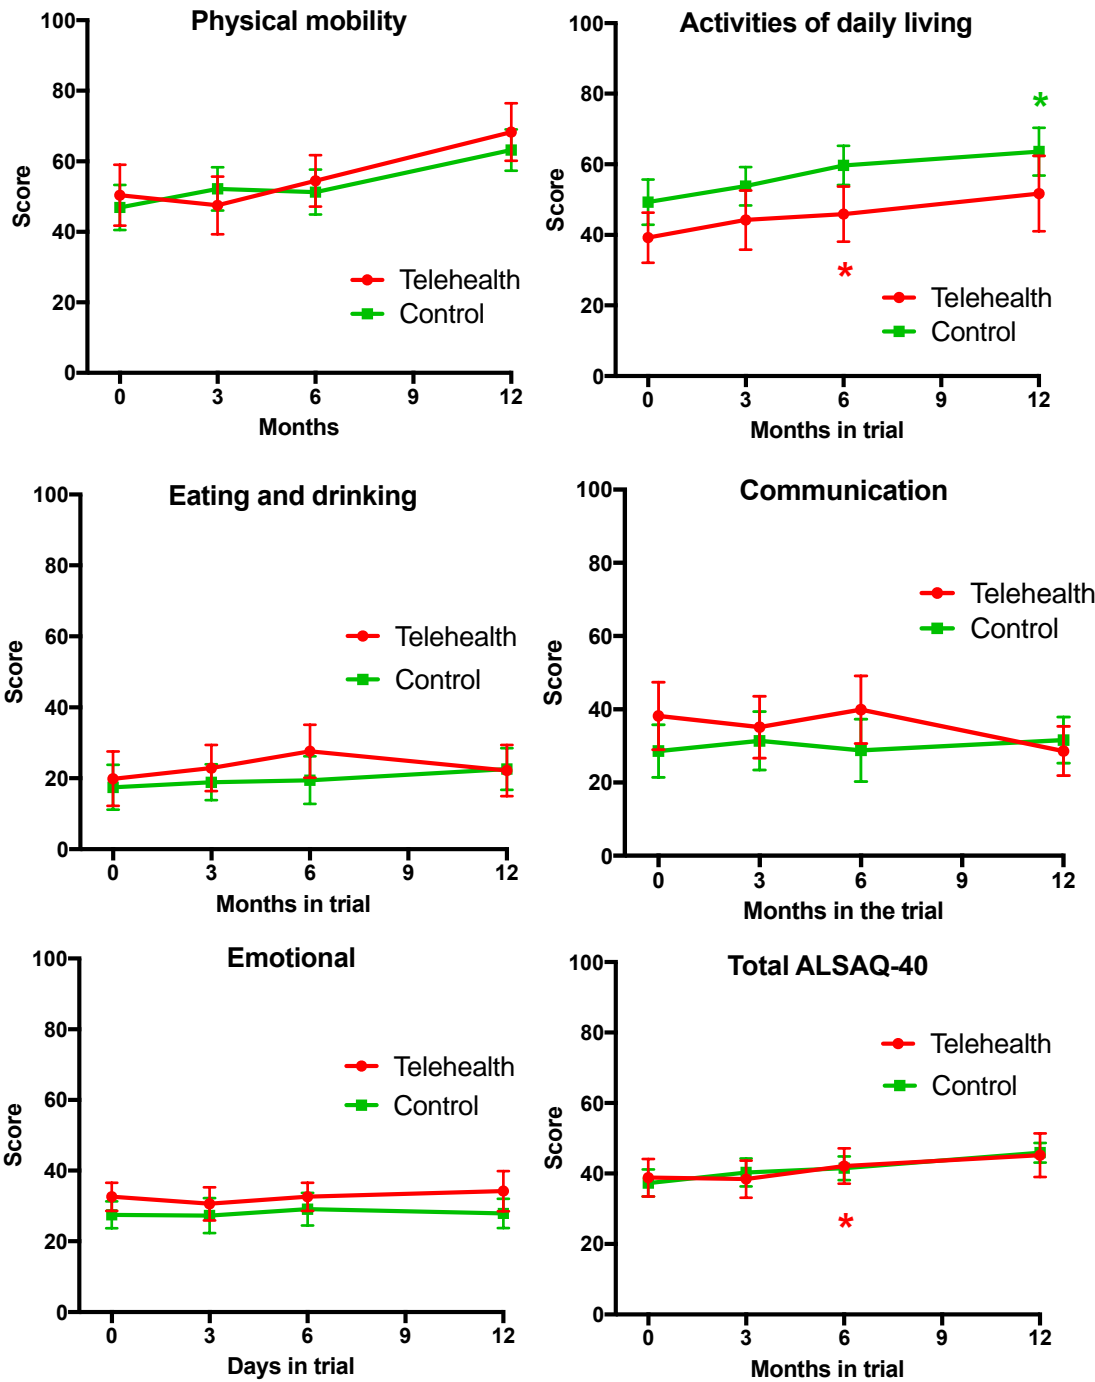 Physical mobility
100
80
60
40
20
0
Score
Telehealth
Control
0 3 6 9 12
Months
Activities of daily living
100
80
60
40
20
0
Score
*
*
Telehealth
Control
0 3 6 9 12
Months in trial
Eating and drinking
100
80
60
40
20
0
Score
Telehealth
Control
0 3 6 9 12
Months in trial
Communication
100
80
60
40
20
0
Score
Telehealth
Control
0 3 6 9 12
Months in the trial
Emotional
100
80
60
40
20
0
Score
Telehealth
Control
0 3 6 9 12
Days in trial
Total ALSAQ-40
100
80
60
40
20
0
Score
Telehealth
Control
*
0 3 6 9 12
Months in trial